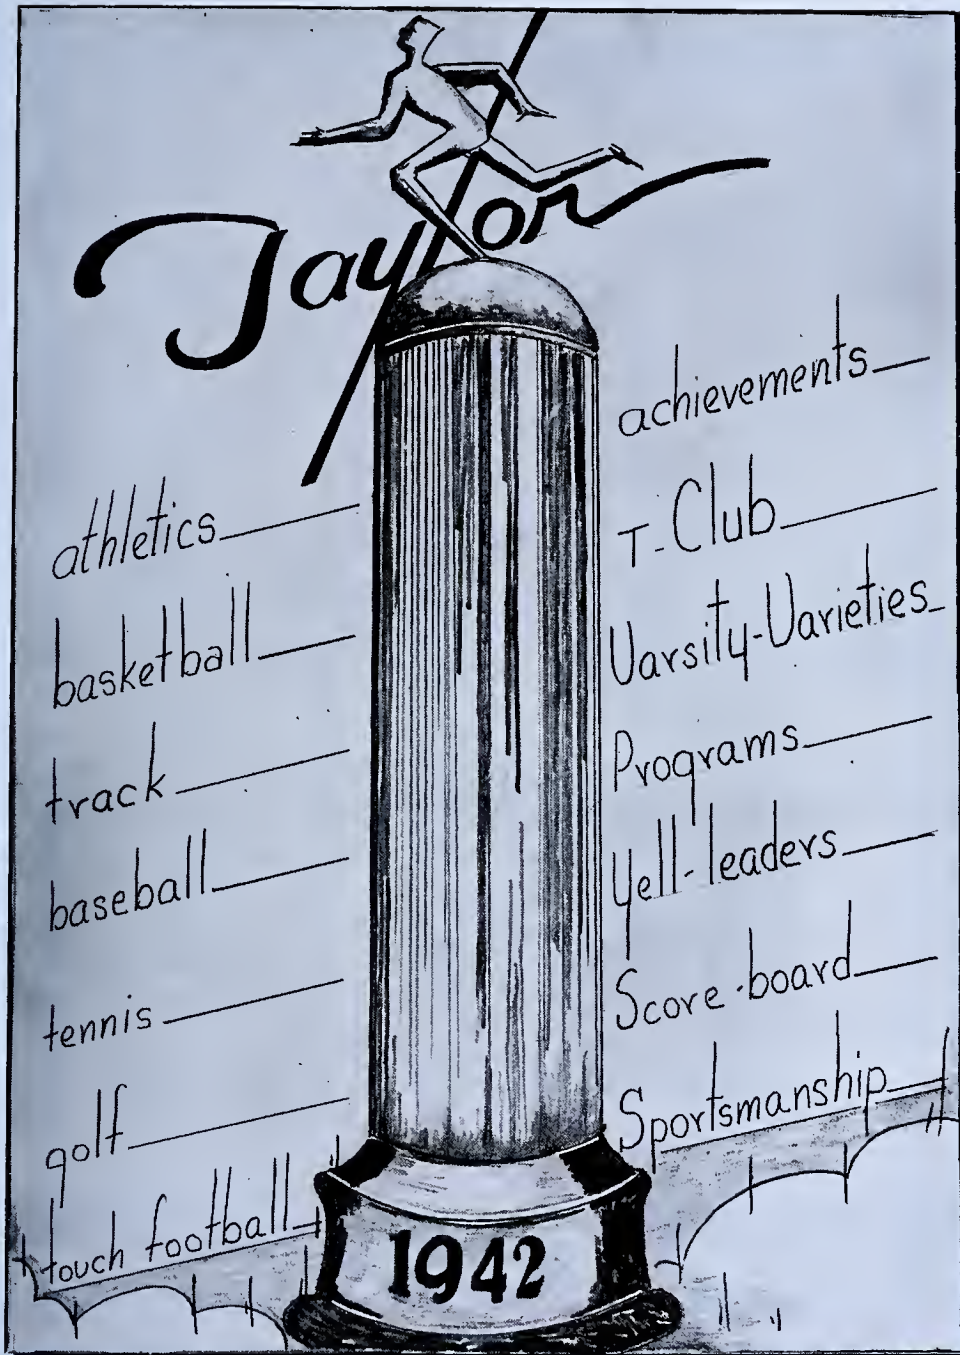 Taylor
athletics
basketball
track
baseball
tennis
golf
touch football
achievements
T-Club
Varsity-Varieties
Programs
Yell-leaders
Score-board
Sportsmanship
1942